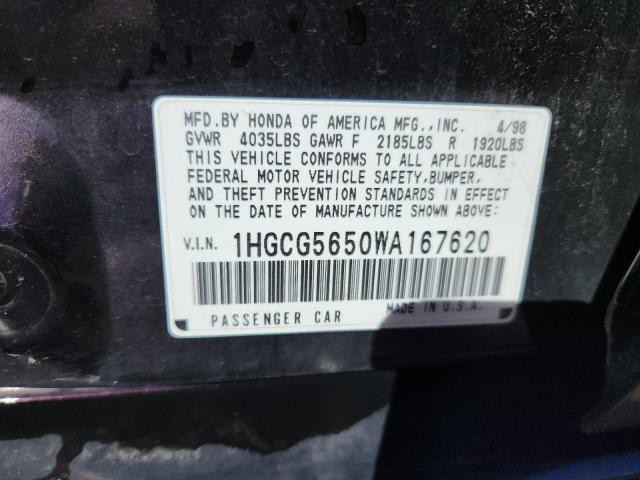 MFD.BY HONDA OF AMERICA MFG.,INC. 4/98
GVWR 4035LBS GAWR F 2185LBS R 1920LBS
THIS VEHICLE CONFORMS TO ALL APPLICABLE
FEDERAL MOTOR VEHICLE SAFETY,BUMPER,
AND THEFT PREVENTION STANDARDS IN EFFECT
ON THE DATE OF MANUFACTURE SHOWN ABOVE:
V.I.N. 1HGCG5650WA167620
PASSENGER CAR MADE IN U.S.A.